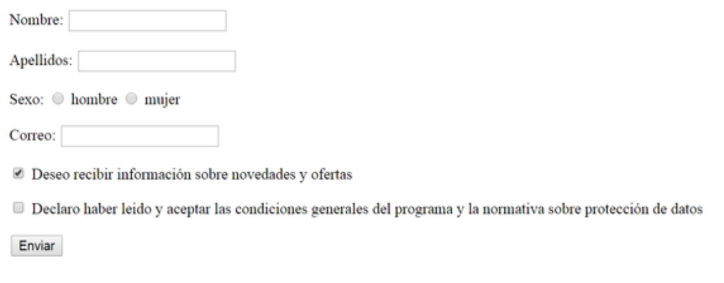 Nombre:
Apellidos:
Sexo: hombre mujer
Correo:
Deseo recibir información sobre novedades y ofertas
Declaro haber leido y aceptar las condiciones generales del programa y la normativa sobre protección de datos
Enviar